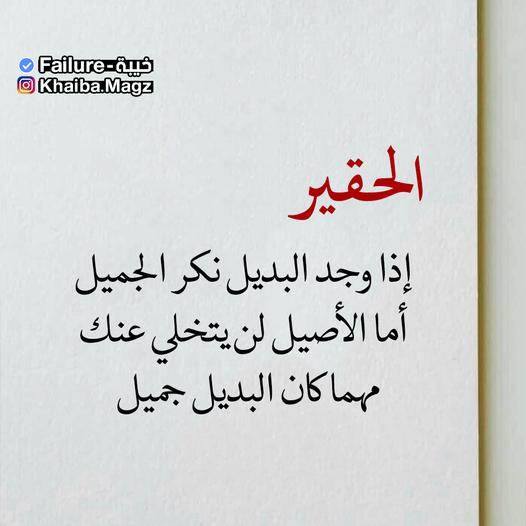 Failure-خيبة
Khaiba.Magz
الحقير
إذا وجد البديل نكر الجميل
أما الأصيل لن يتخلي عنك
مهما كان البديل جميل